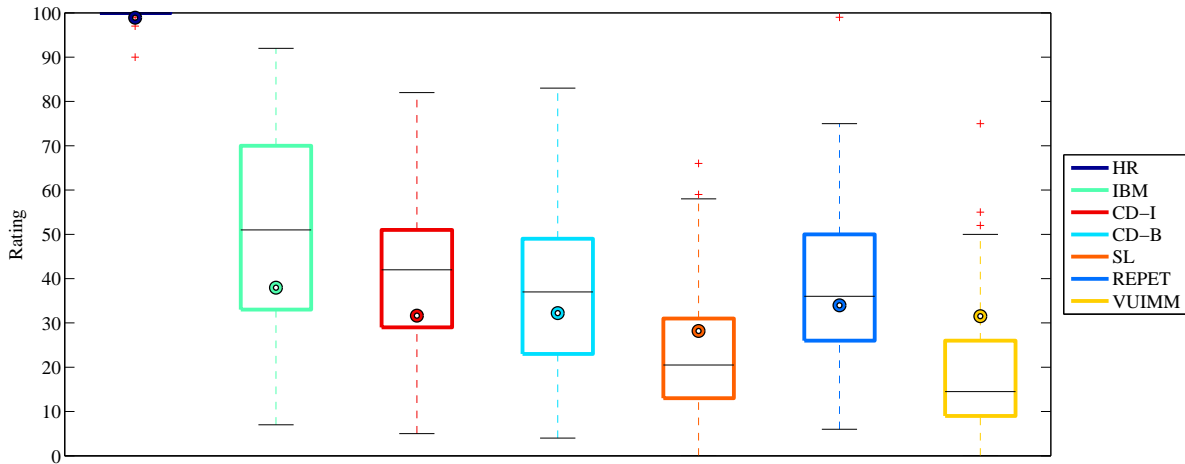 100
90
80
70
60
50
40
30
20
10
0
Rating
HR
IBM
CD−I
CD−B
SL
REPET
VUIMM